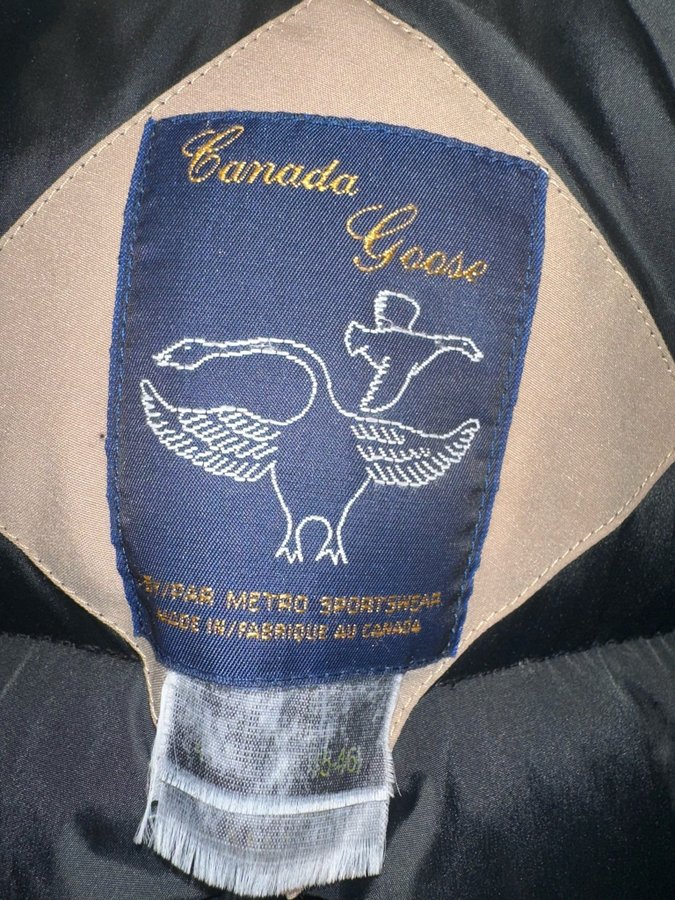 Canada
Goose
BY/PAR METRO SPORTSWEAR
MADE IN/FABRIQUE AU CANADA